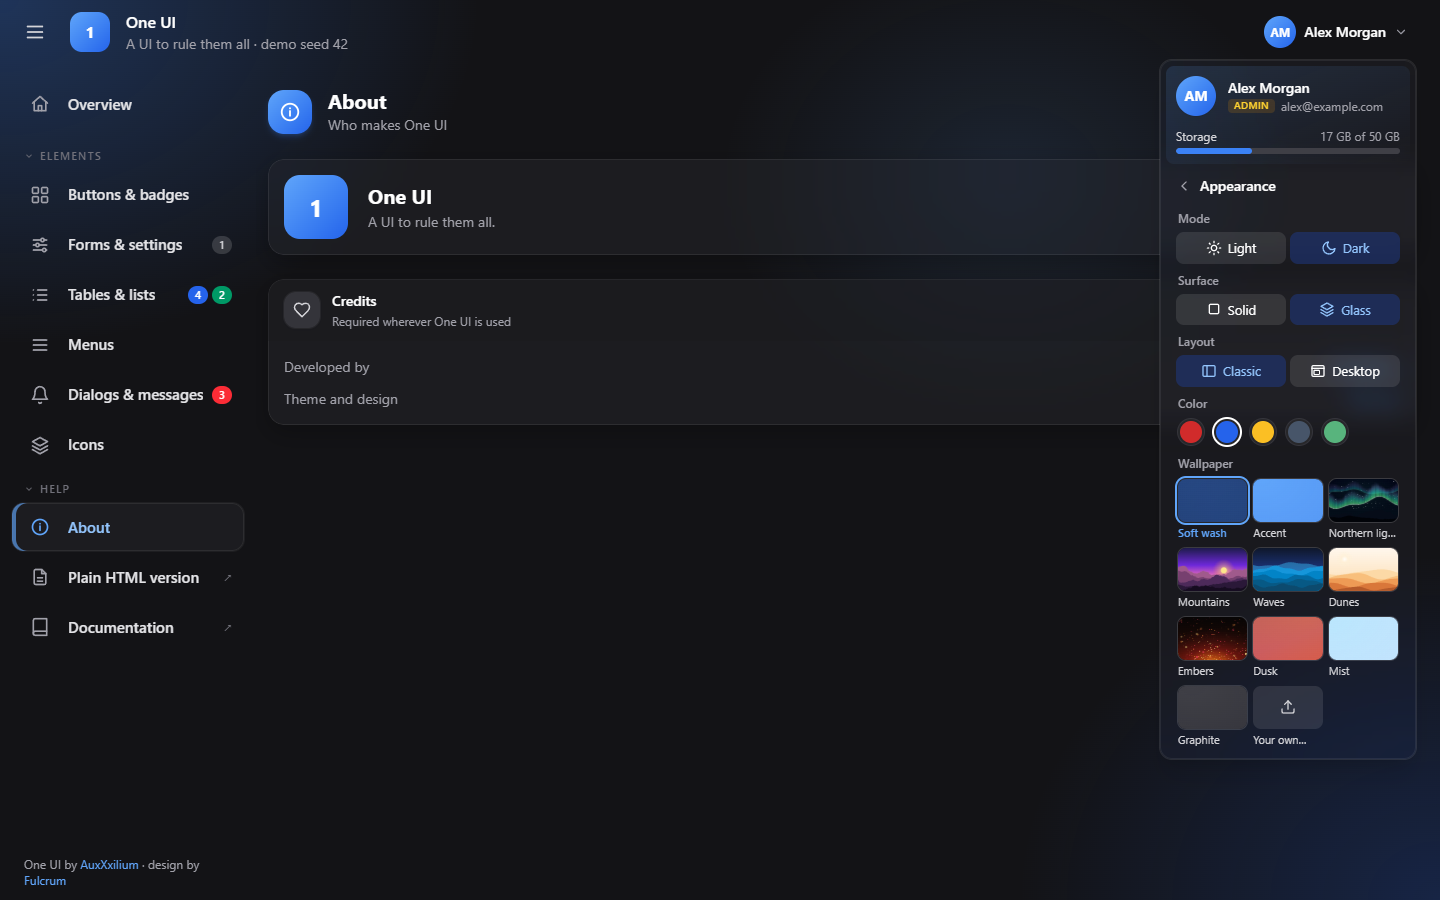 1
One UI
A UI to rule them all · demo seed 42
AM
Alex Morgan
Overview
ELEMENTS
Buttons & badges
Forms & settings
1
Tables & lists
4
2
Menus
Dialogs & messages
3
Icons
HELP
About
Plain HTML version
Documentation
One UI by AuxXxilium · design by
Fulcrum
About
Who makes One UI
1
One UI
A UI to rule them all.
Credits
Required wherever One UI is used
Developed by
Theme and design
AM
Alex Morgan
ADMIN
alex@example.com
Storage
17 GB of 50 GB
Appearance
Mode
Light
Dark
Surface
Solid
Glass
Layout
Classic
Desktop
Color
Wallpaper
Soft wash
Accent
Northern lig...
Mountains
Waves
Dunes
Embers
Dusk
Mist
Graphite
Your own...